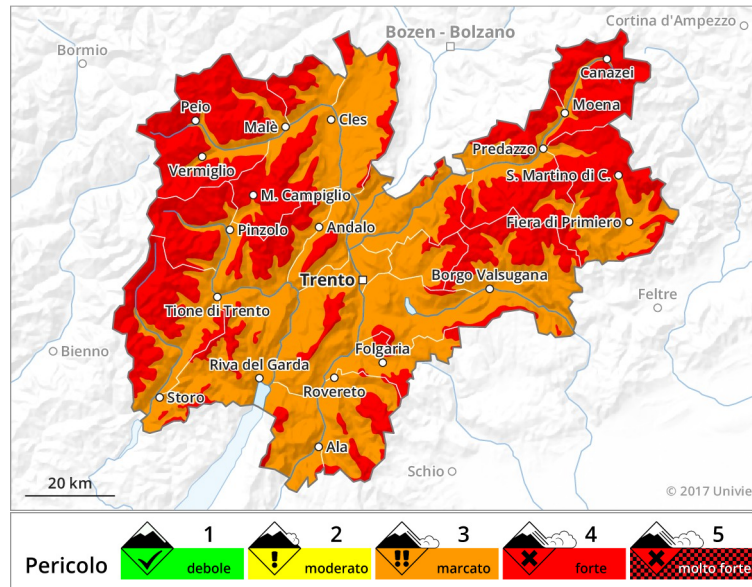 Cortina d'Ampezzo
Bozen - Bolzano
Bormio
Canazei
Peio
Moena
Malè
Cles
Predazzo
Vermiglio
S. Martino di C.
M. Campiglio
Fiera di Primiero
Pinzolo
Andalo
Trento
Borgo Valsugana
Feltre
Tione di Trento
Bienno
Folgaria
Riva del Garda
Rovereto
Storo
Ala
Schio
20 km
© 2017 Univie
Pericolo
1
debole
2
moderato
3
marcato
4
forte
5
molto forte